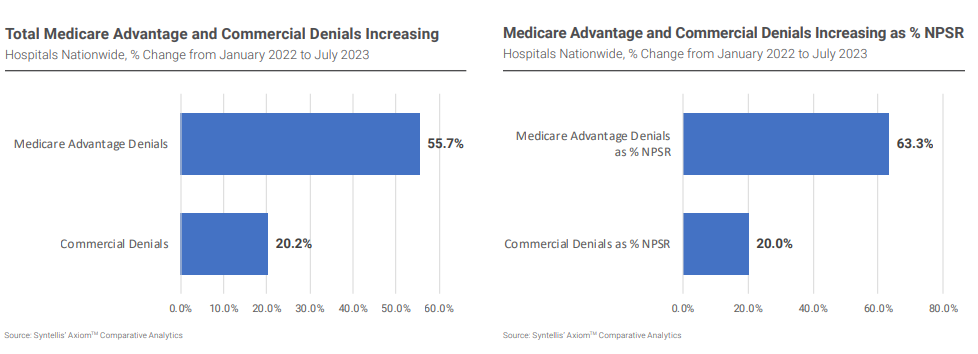 Total Medicare Advantage and Commercial Denials Increasing
Hospitals Nationwide, % Change from January 2022 to July 2023
Medicare Advantage Denials
55.7%
Commercial Denials
20.2%
0.0% 10.0% 20.0% 30.0% 40.0% 50.0% 60.0%
Source: Syntellis' Axiom™ Comparative Analytics
Medicare Advantage and Commercial Denials Increasing as % NPSR
Hospitals Nationwide, % Change from January 2022 to July 2023
Medicare Advantage Denials
as % NPSR
63.3%
Commercial Denials as % NPSR
20.0%
0.0% 20.0% 40.0% 60.0% 80.0%
Source: Syntellis' Axiom™ Comparative Analytics